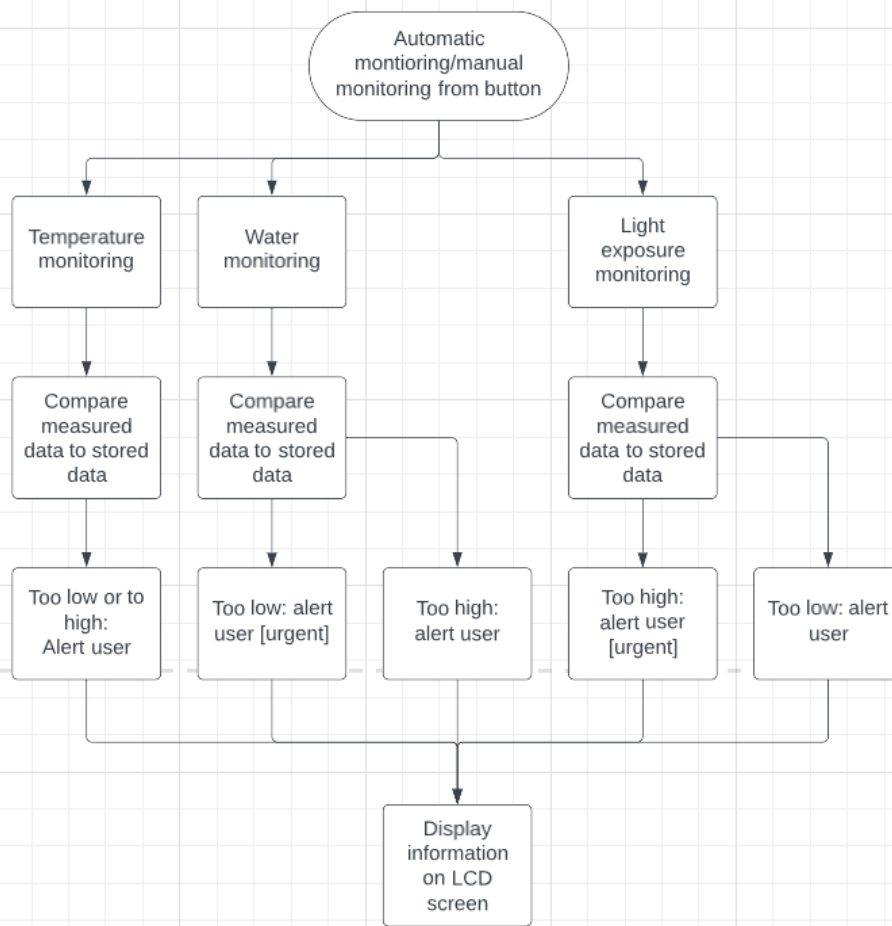 Automatic
montioring/manual
monitoring from button
Temperature
monitoring
Water
monitoring
Light
exposure
monitoring
Compare
measured
data to stored
data
Compare
measured
data to stored
data
Compare
measured
data to stored
data
Too low or to
high:
Alert user
Too low: alert
user [urgent]
Too high:
alert user
Too high:
alert user
[urgent]
Too low: alert
user
Display
information
on LCD
screen